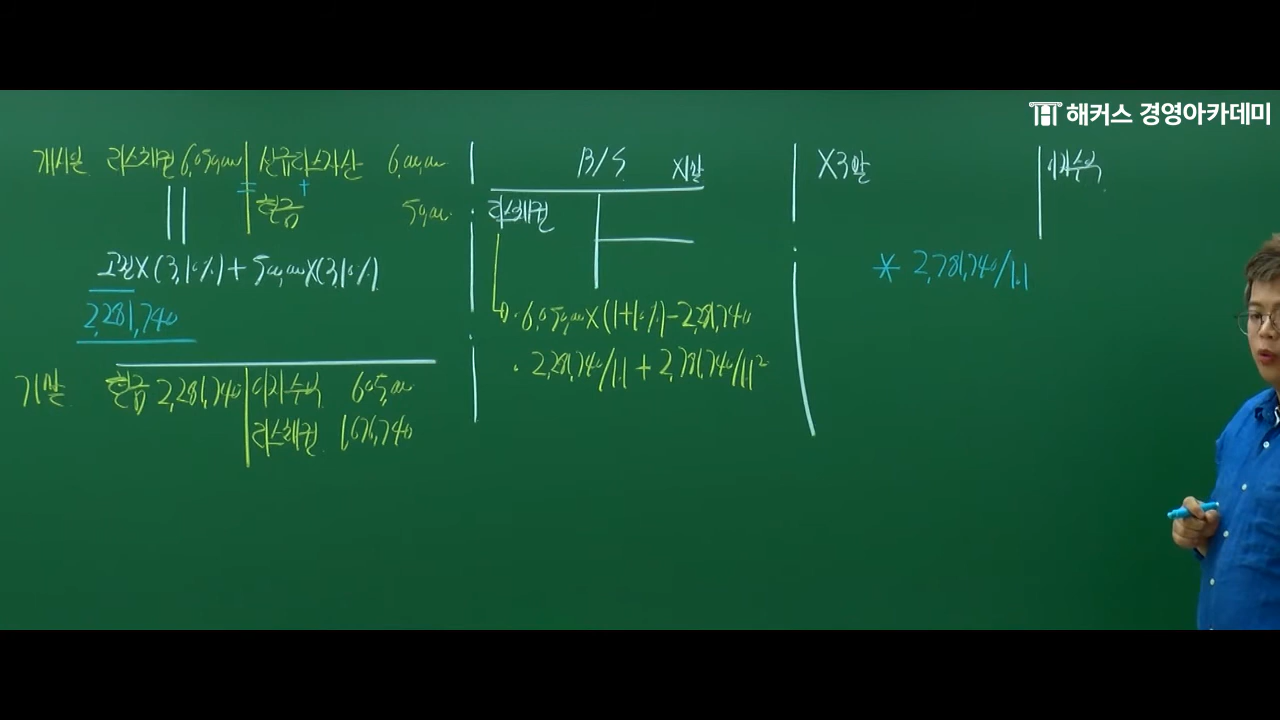 해커스 경영아카데미
개시일 리스채권 6,050,000 선급리스자산 6,000,000
현금 50,000
고정×(3,10%)+500,000×(3,10%)
2,281,740
기말 현금 2,281,740 이자수익 605,000
리스채권 1,676,740
B/S X1말
리스채권
·6,050,000×(1+10%)-2,281,740
·2,281,740/1.1+2,781,740/1.1²
X3말 이자수익
* 2,781,740/1.1